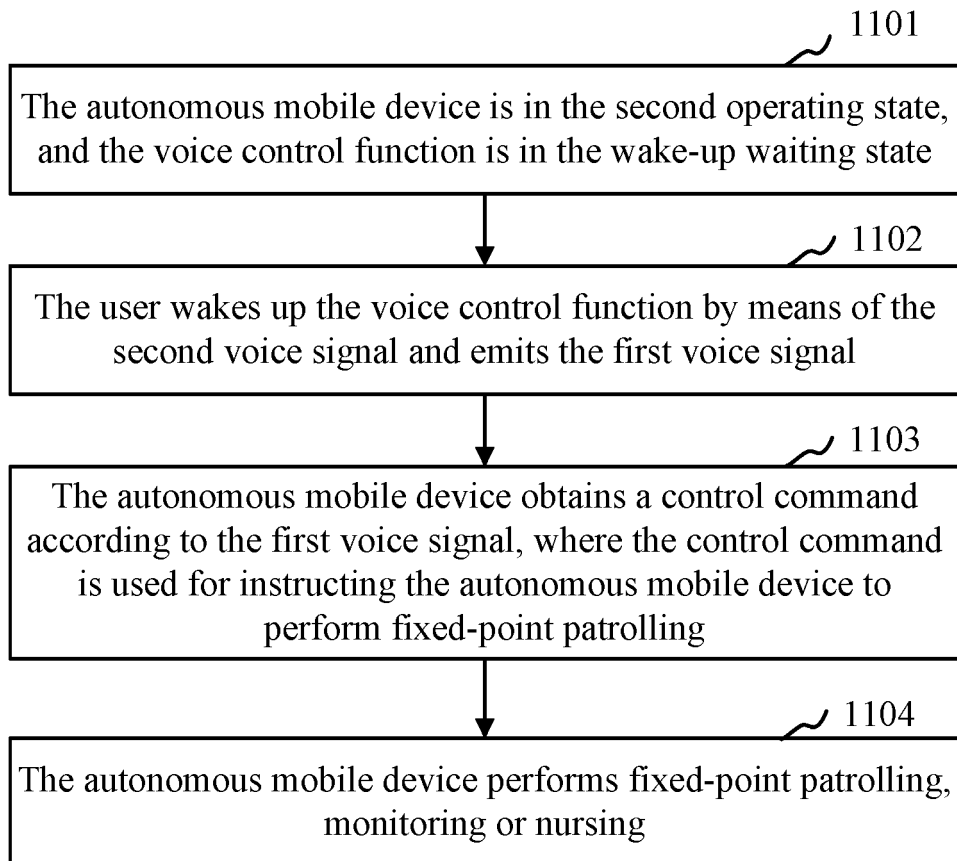 1101
The autonomous mobile device is in the second operating state,
and the voice control function is in the wake-up waiting state
1102
The user wakes up the voice control function by means of the
second voice signal and emits the first voice signal
1103
The autonomous mobile device obtains a control command
according to the first voice signal, where the control command
is used for instructing the autonomous mobile device to
perform fixed-point patrolling
1104
The autonomous mobile device performs fixed-point patrolling,
monitoring or nursing